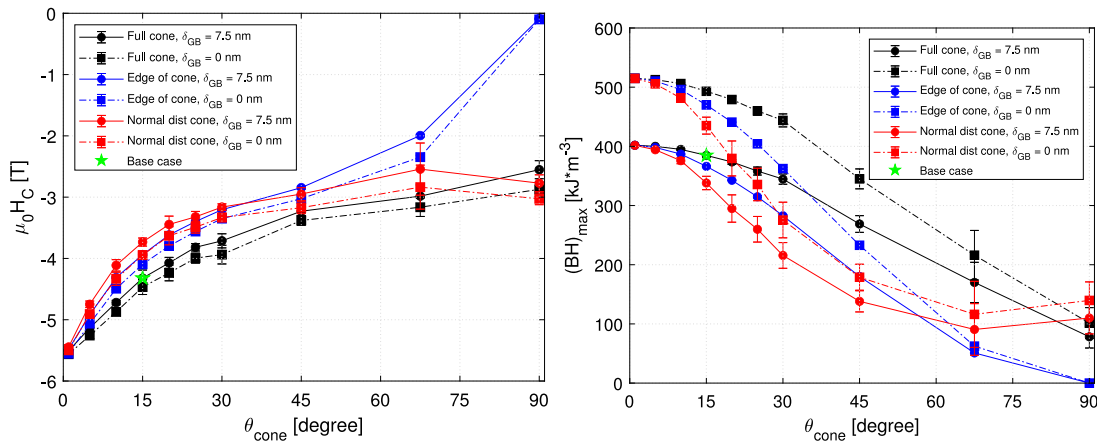 Full cone, δGB = 7.5 nm
Full cone, δGB = 0 nm
Edge of cone, δGB = 7.5 nm
Edge of cone, δGB = 0 nm
Normal dist cone, δGB = 7.5 nm
Normal dist cone, δGB = 0 nm
Base case
0
-1
-2
-3
-4
-5
-6
μ0HC [T]
0 15 30 45 60 75 90
θcone [degree]
Full cone, δGB = 7.5 nm
Full cone, δGB = 0 nm
Edge of cone, δGB = 7.5 nm
Edge of cone, δGB = 0 nm
Normal dist cone, δGB = 7.5 nm
Normal dist cone, δGB = 0 nm
Base case
600
500
400
300
200
100
0
(BH)max [kJ*m-3]
0 15 30 45 60 75 90
θcone [degree]